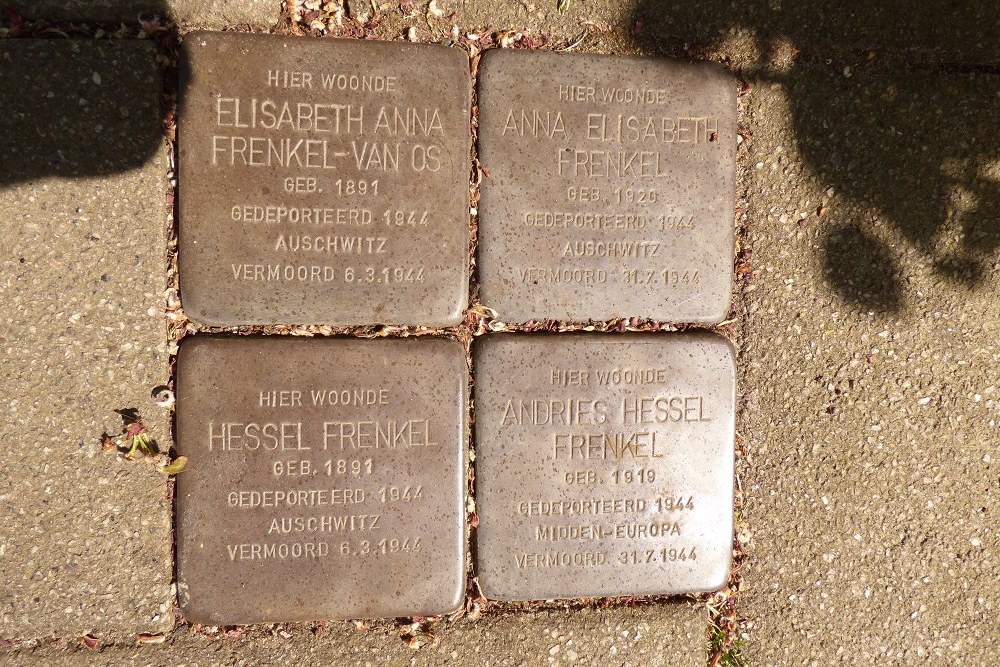 HIER WOONDE
ELISABETH ANNA
FRENKEL-VAN OS
GEB. 1891
GEDEPORTEERD 1944
AUSCHWITZ
VERMOORD 6.3.1944
HIER WOONDE
ANNA ELISABETH
FRENKEL
GEB. 1920
GEDEPORTEERD 1944
AUSCHWITZ
VERMOORD 31.7.1944
HIER WOONDE
HESSEL FRENKEL
GEB. 1891
GEDEPORTEERD 1944
AUSCHWITZ
VERMOORD 6.3.1944
HIER WOONDE
ANDRIES HESSEL
FRENKEL
GEB. 1919
GEDEPORTEERD 1944
MIDDEN-EUROPA
VERMOORD 31.7.1944